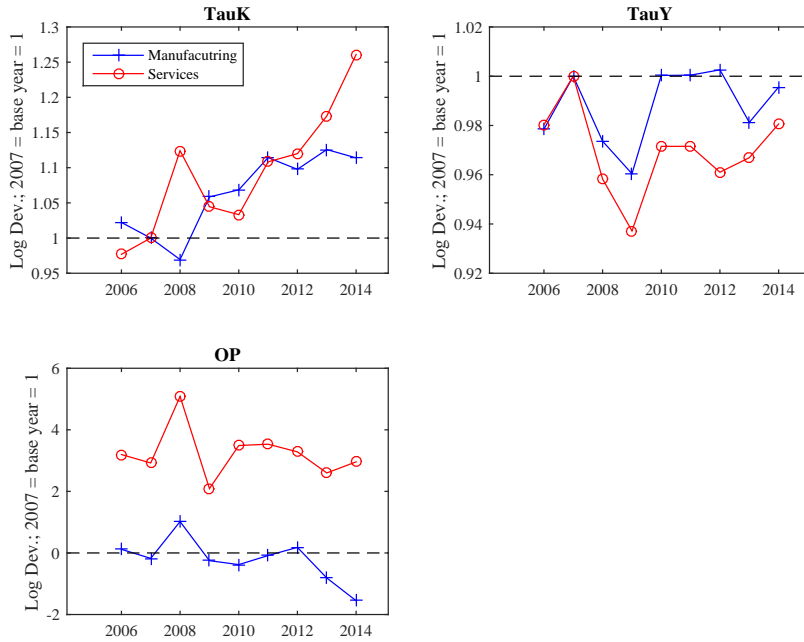 TauK
Log Dev.; 2007 = base year = 1
1.3
1.25
1.2
1.15
1.1
1.05
1
0.95
Manufacutring
Services
2006 2008 2010 2012 2014
TauY
Log Dev.; 2007 = base year = 1
1.02
1
0.98
0.96
0.94
0.92
2006 2008 2010 2012 2014
OP
Log Dev.; 2007 = base year = 1
6
4
2
0
-2
2006 2008 2010 2012 2014